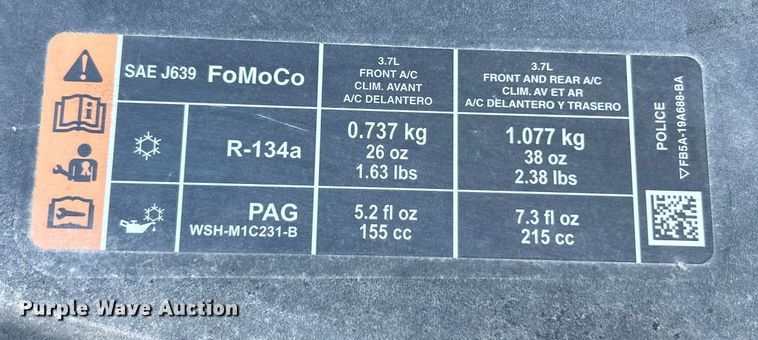 SAE J639 FoMoCo
3.7L
FRONT A/C
CLIM. AVANT
A/C DELANTERO
3.7L
FRONT AND REAR A/C
CLIM. AV ET AR
A/C DELANTERO Y TRASERO
R-134a
0.737 kg
26 oz
1.63 lbs
1.077 kg
38 oz
2.38 lbs
PAG
WSH-M1C231-B
5.2 fl oz
155 cc
7.3 fl oz
215 cc
POLICE
▽FB5A-19A688-BA
Purple Wave Auction